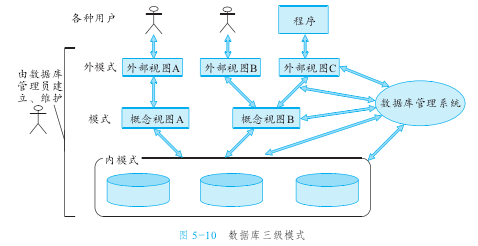 各种用户
程序
外模式
外部视图A
外部视图B
外部视图C
由数据库
管理员建
立、维护
数据库管理系统
模式
概念视图A
概念视图B
内模式
图 5-10 数据库三级模式